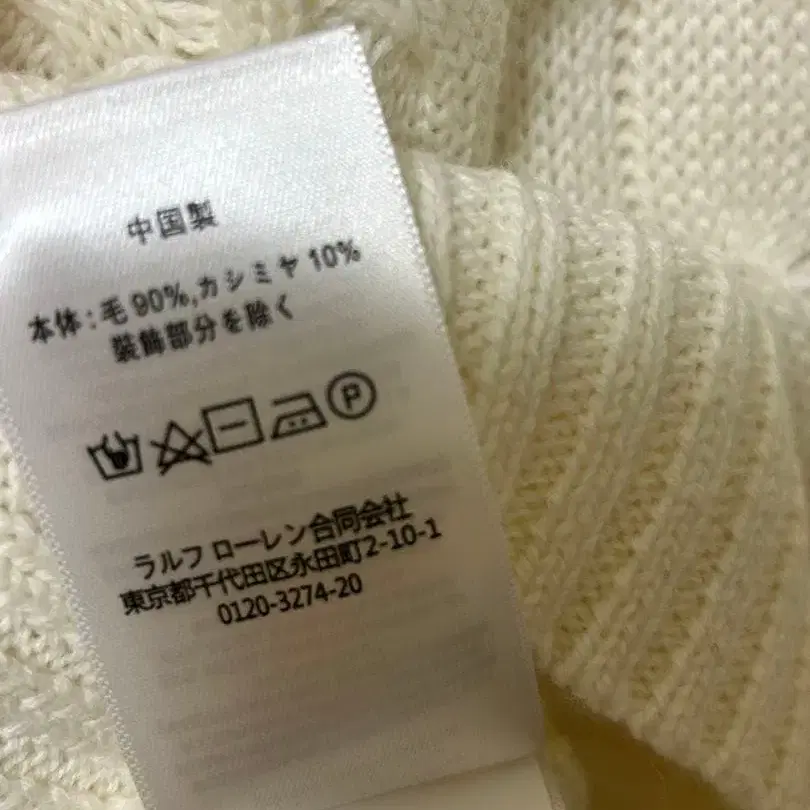 中国製
本体:毛 90%,カシミヤ 10%
装飾部分を除く
P
ラルフ ローレン合同会社
東京都千代田区永田町2-10-1
0120-3274-20